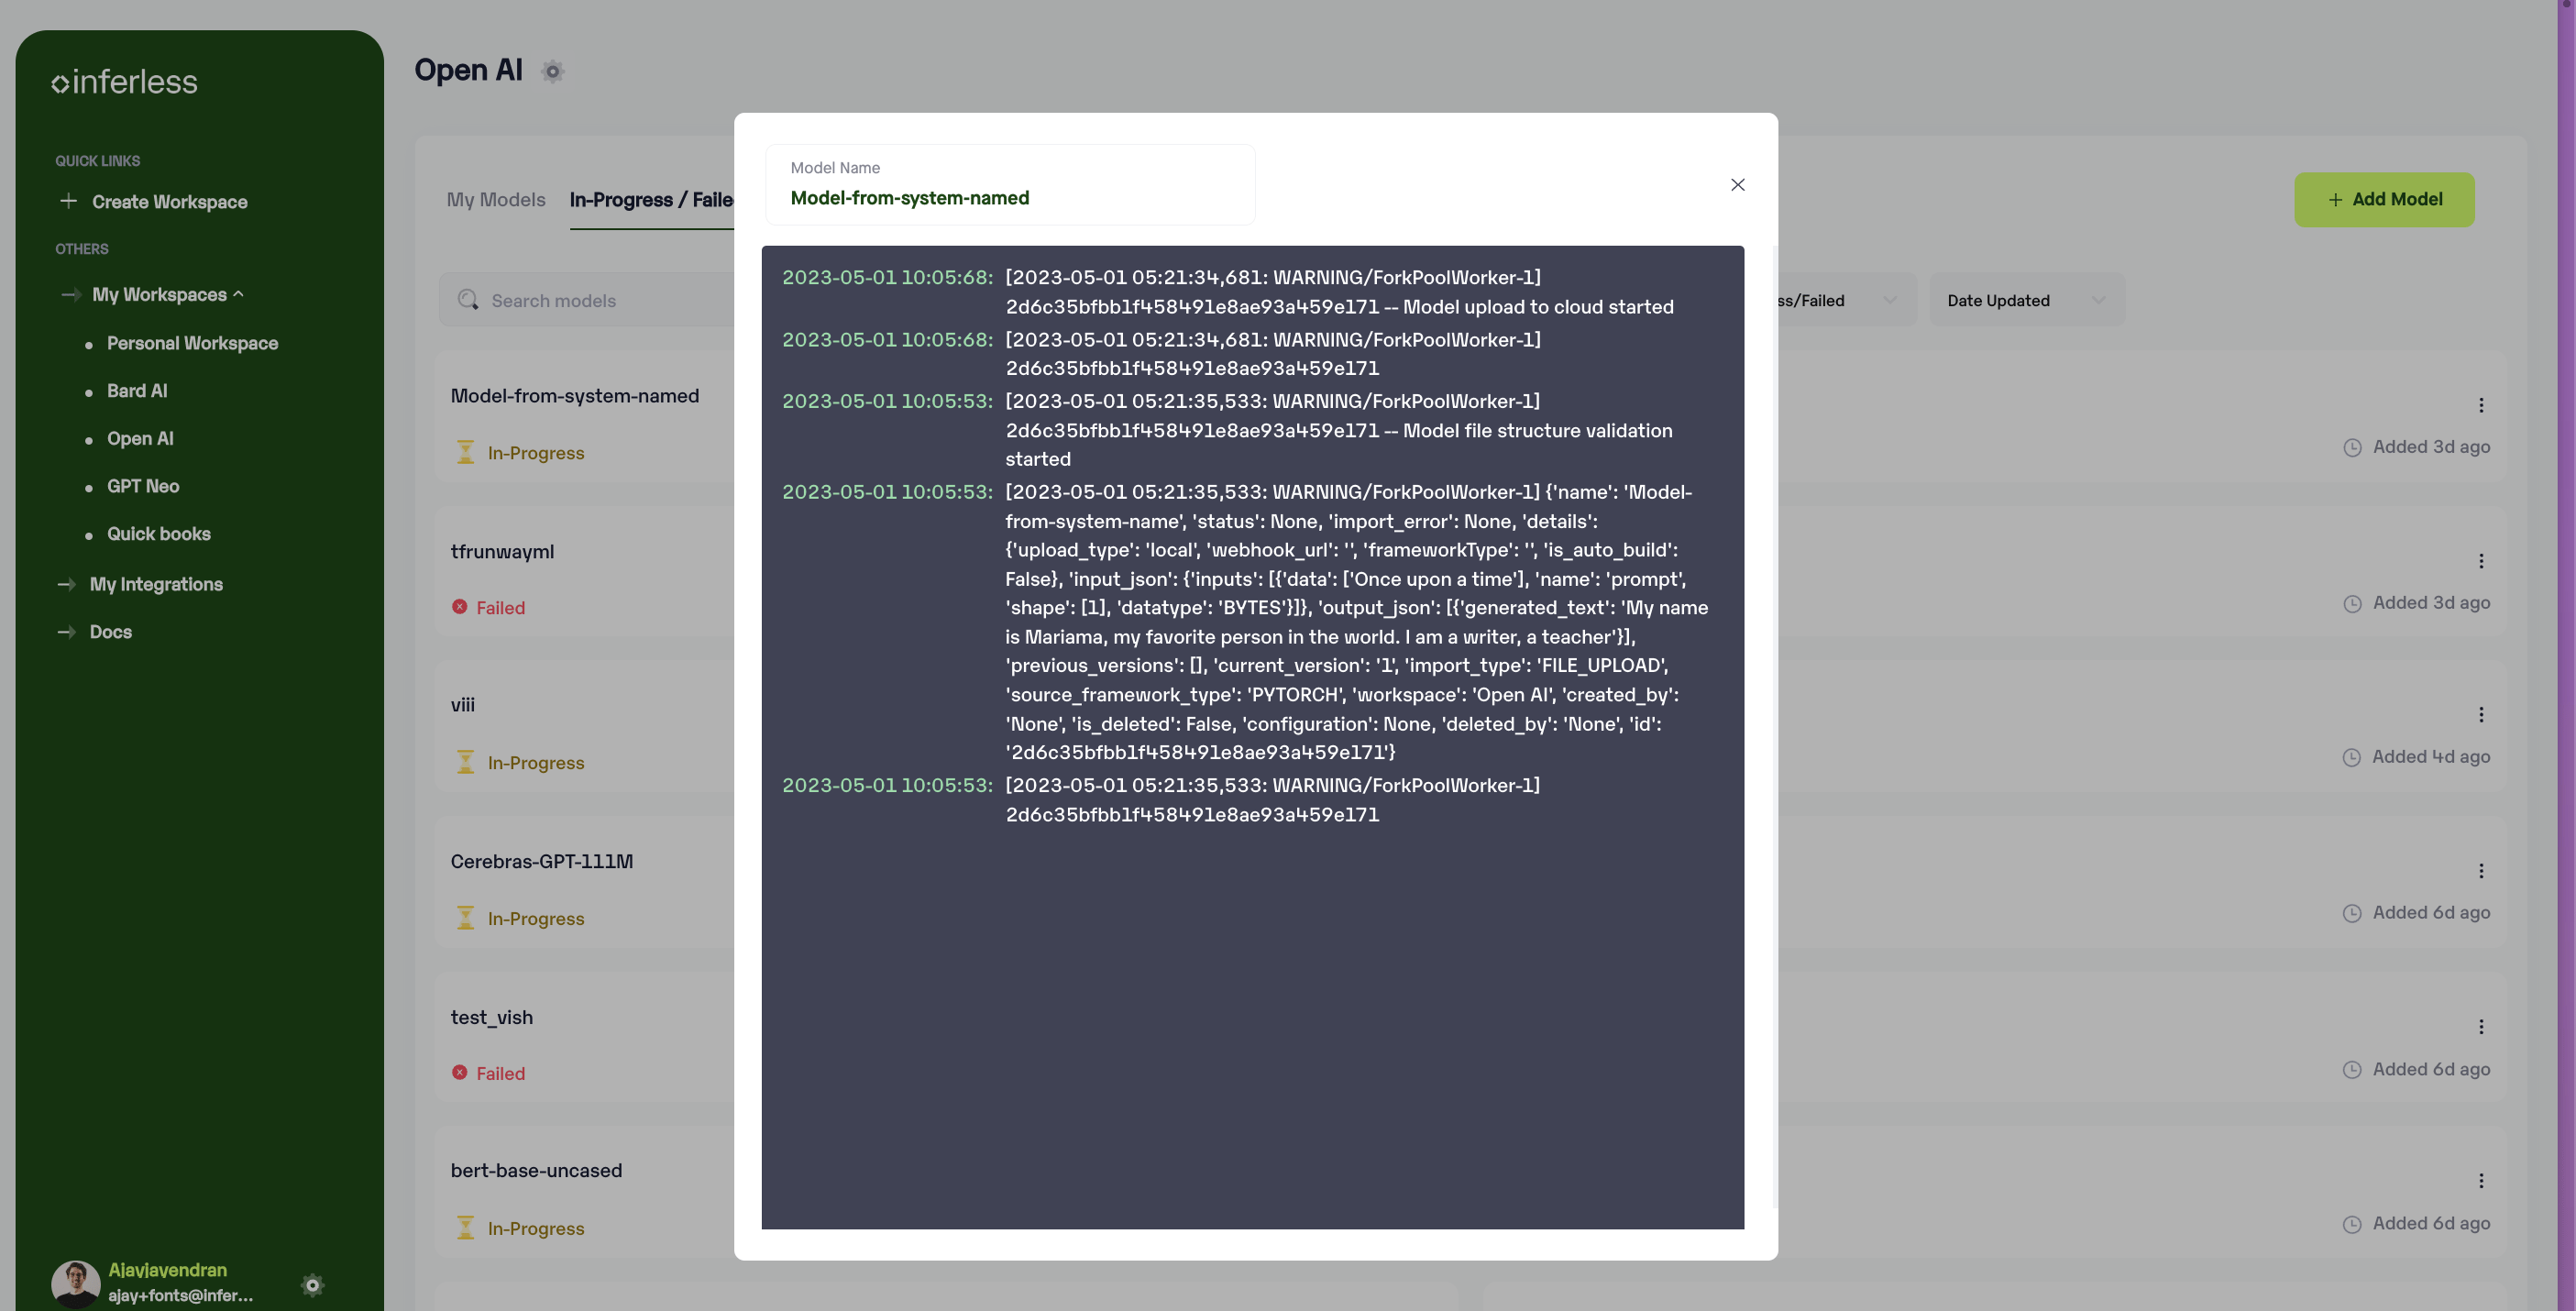 inferless
QUICK LINKS
Create Workspace
OTHERS
My Workspaces
Personal Workspace
Bard AI
Open AI
GPT Neo
Quick books
My Integrations
Docs
Ajayjavendran
ajay+fonts@infer...
Open AI
My Models
In-Progress / Faile
+ Add Model
Search models
ss/Failed
Date Updated
Model-from-system-named
In-Progress
Added 3d ago
tfrunwayml
Failed
Added 3d ago
viii
In-Progress
Added 4d ago
Cerebras-GPT-111M
In-Progress
Added 6d ago
test_vish
Failed
Added 6d ago
bert-base-uncased
In-Progress
Added 6d ago
Model Name
Model-from-system-named
2023-05-01 10:05:68: [2023-05-01 05:21:34,681: WARNING/ForkPoolWorker-1]
2d6c35bfbb1f458491e8ae93a459e171 -- Model upload to cloud started
2023-05-01 10:05:68: [2023-05-01 05:21:34,681: WARNING/ForkPoolWorker-1]
2d6c35bfbb1f458491e8ae93a459e171
2023-05-01 10:05:53: [2023-05-01 05:21:35,533: WARNING/ForkPoolWorker-1]
2d6c35bfbb1f458491e8ae93a459e171 -- Model file structure validation
started
2023-05-01 10:05:53: [2023-05-01 05:21:35,533: WARNING/ForkPoolWorker-1] {'name': 'Model-
from-system-name', 'status': None, 'import_error': None, 'details':
{'upload_type': 'local', 'webhook_url': '', 'frameworkType': '', 'is_auto_build':
False}, 'input_json': {'inputs': [{'data': ['Once upon a time'], 'name': 'prompt',
'shape': [1], 'datatype': 'BYTES'}]}, 'output_json': [{'generated_text': 'My name
is Mariama, my favorite person in the world. I am a writer, a teacher'}],
'previous_versions': [], 'current_version': '1', 'import_type': 'FILE_UPLOAD',
'source_framework_type': 'PYTORCH', 'workspace': 'Open AI', 'created_by':
'None', 'is_deleted': False, 'configuration': None, 'deleted_by': 'None', 'id':
'2d6c35bfbb1f458491e8ae93a459e171'}
2023-05-01 10:05:53: [2023-05-01 05:21:35,533: WARNING/ForkPoolWorker-1]
2d6c35bfbb1f458491e8ae93a459e171